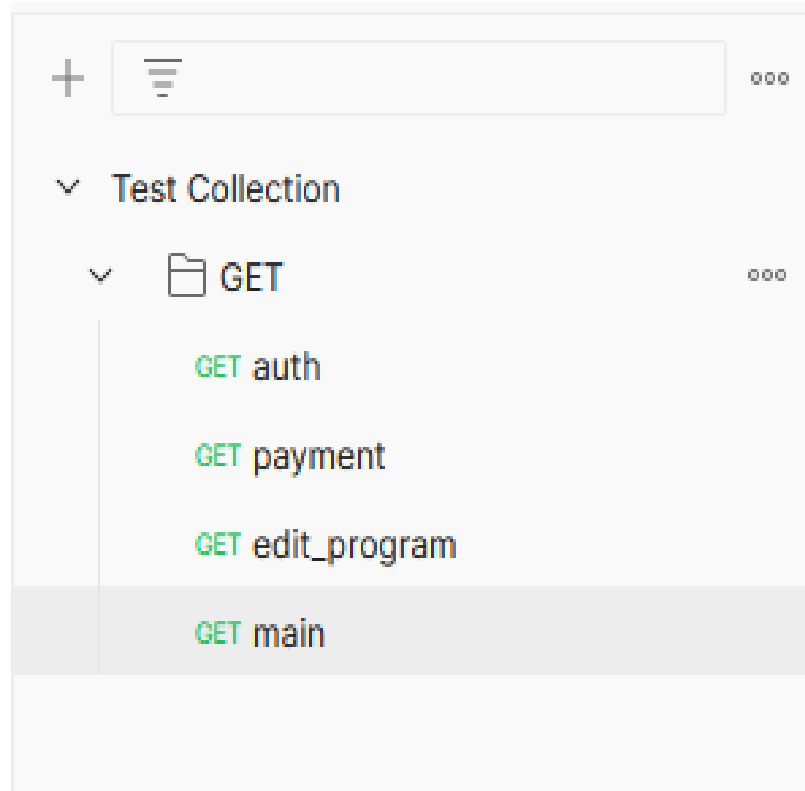 Test Collection
GET
GET auth
GET payment
GET edit_program
GET main